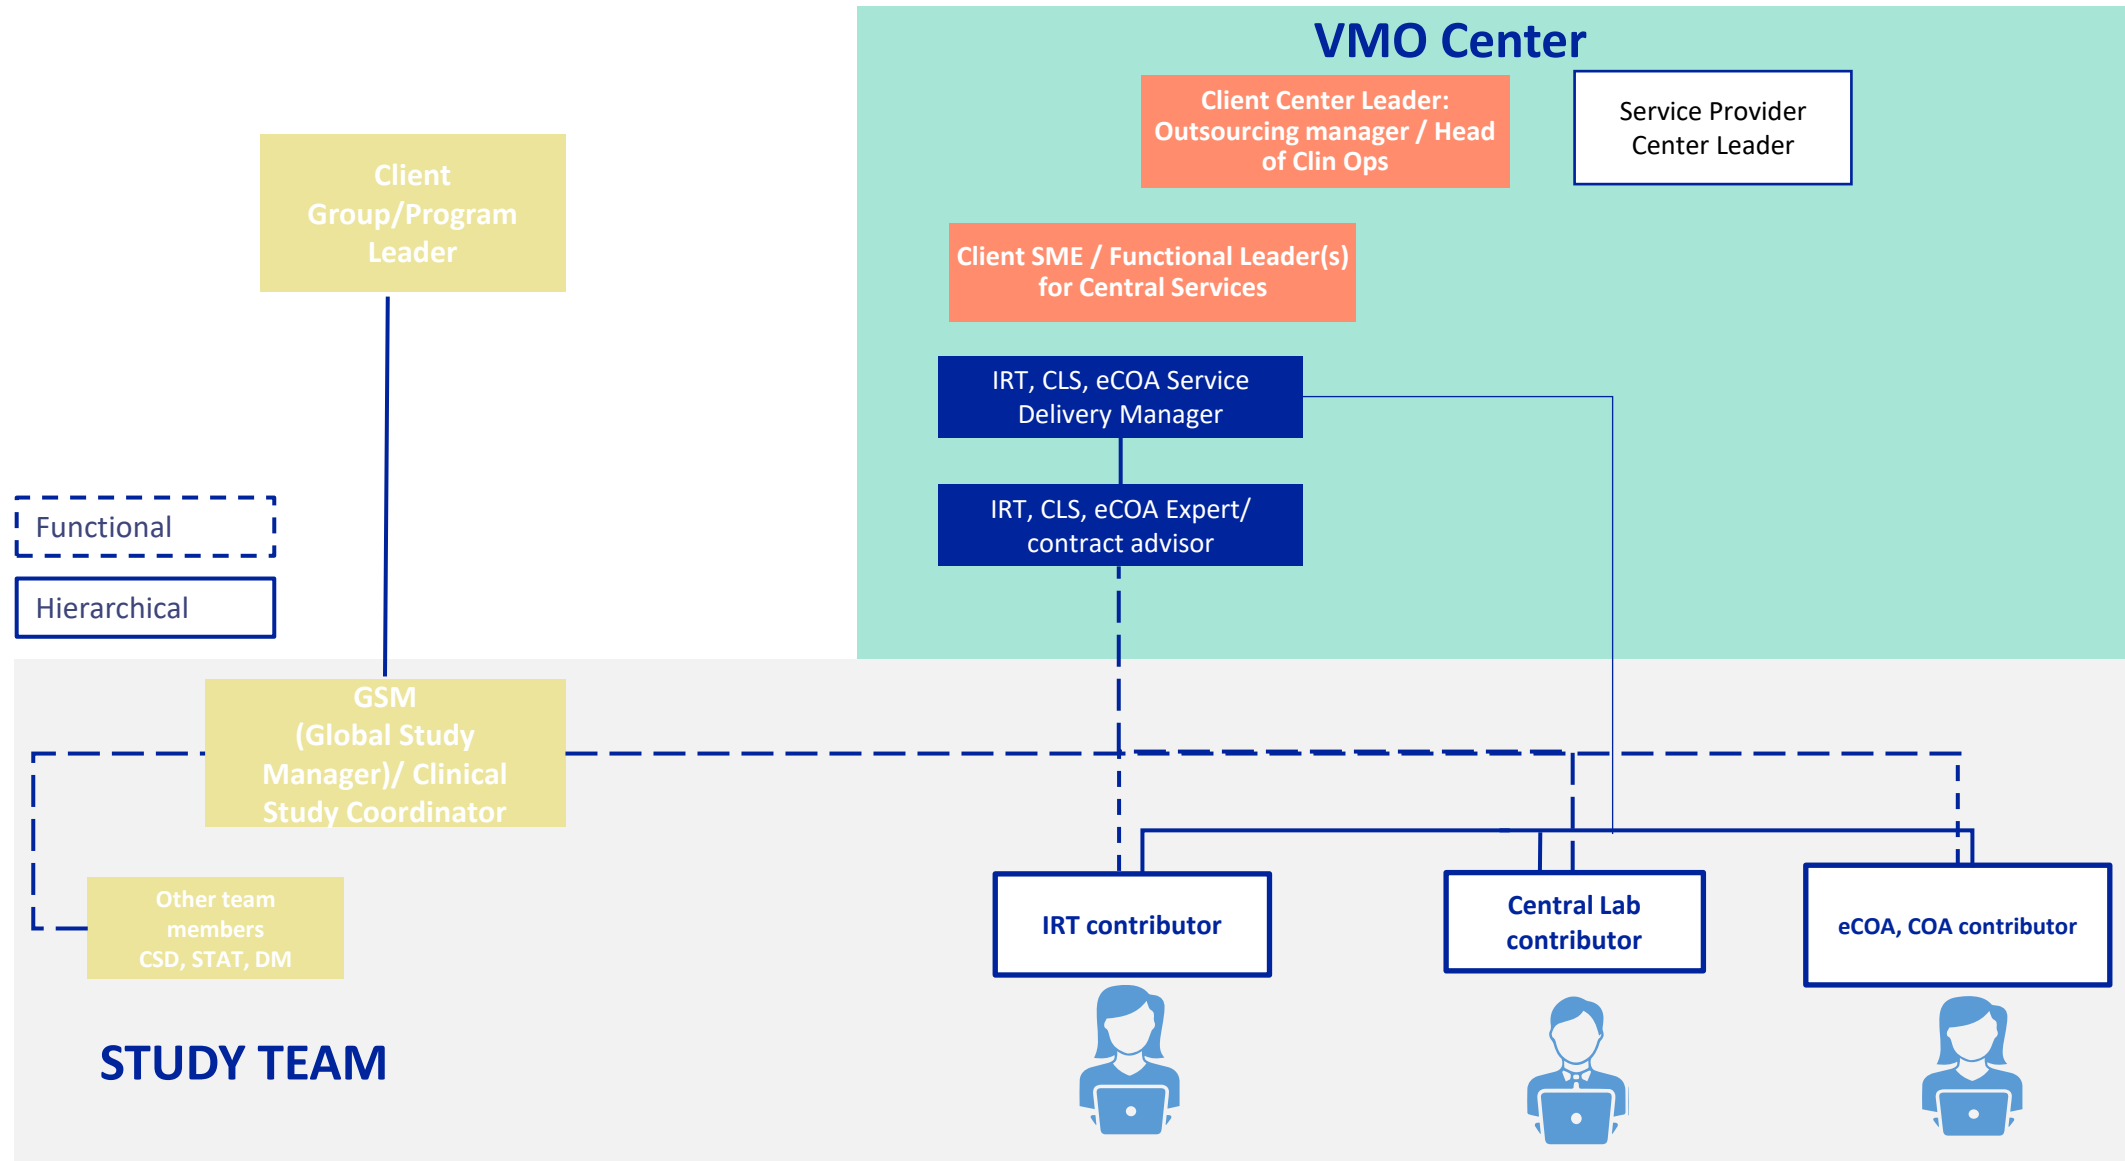 VMO Center
Client Center Leader:
Outsourcing manager / Head
of Clin Ops
Service Provider
Center Leader
Client
Group/Program
Leader
Client SME / Functional Leader(s)
for Central Services
IRT, CLS, eCOA Service
Delivery Manager
IRT, CLS, eCOA Expert/
contract advisor
Functional
Hierarchical
GSM
(Global Study
Manager)/ Clinical
Study Coordinator
Other team
members
CSD, STAT, DM
IRT contributor
Central Lab
contributor
eCOA, COA contributor
STUDY TEAM